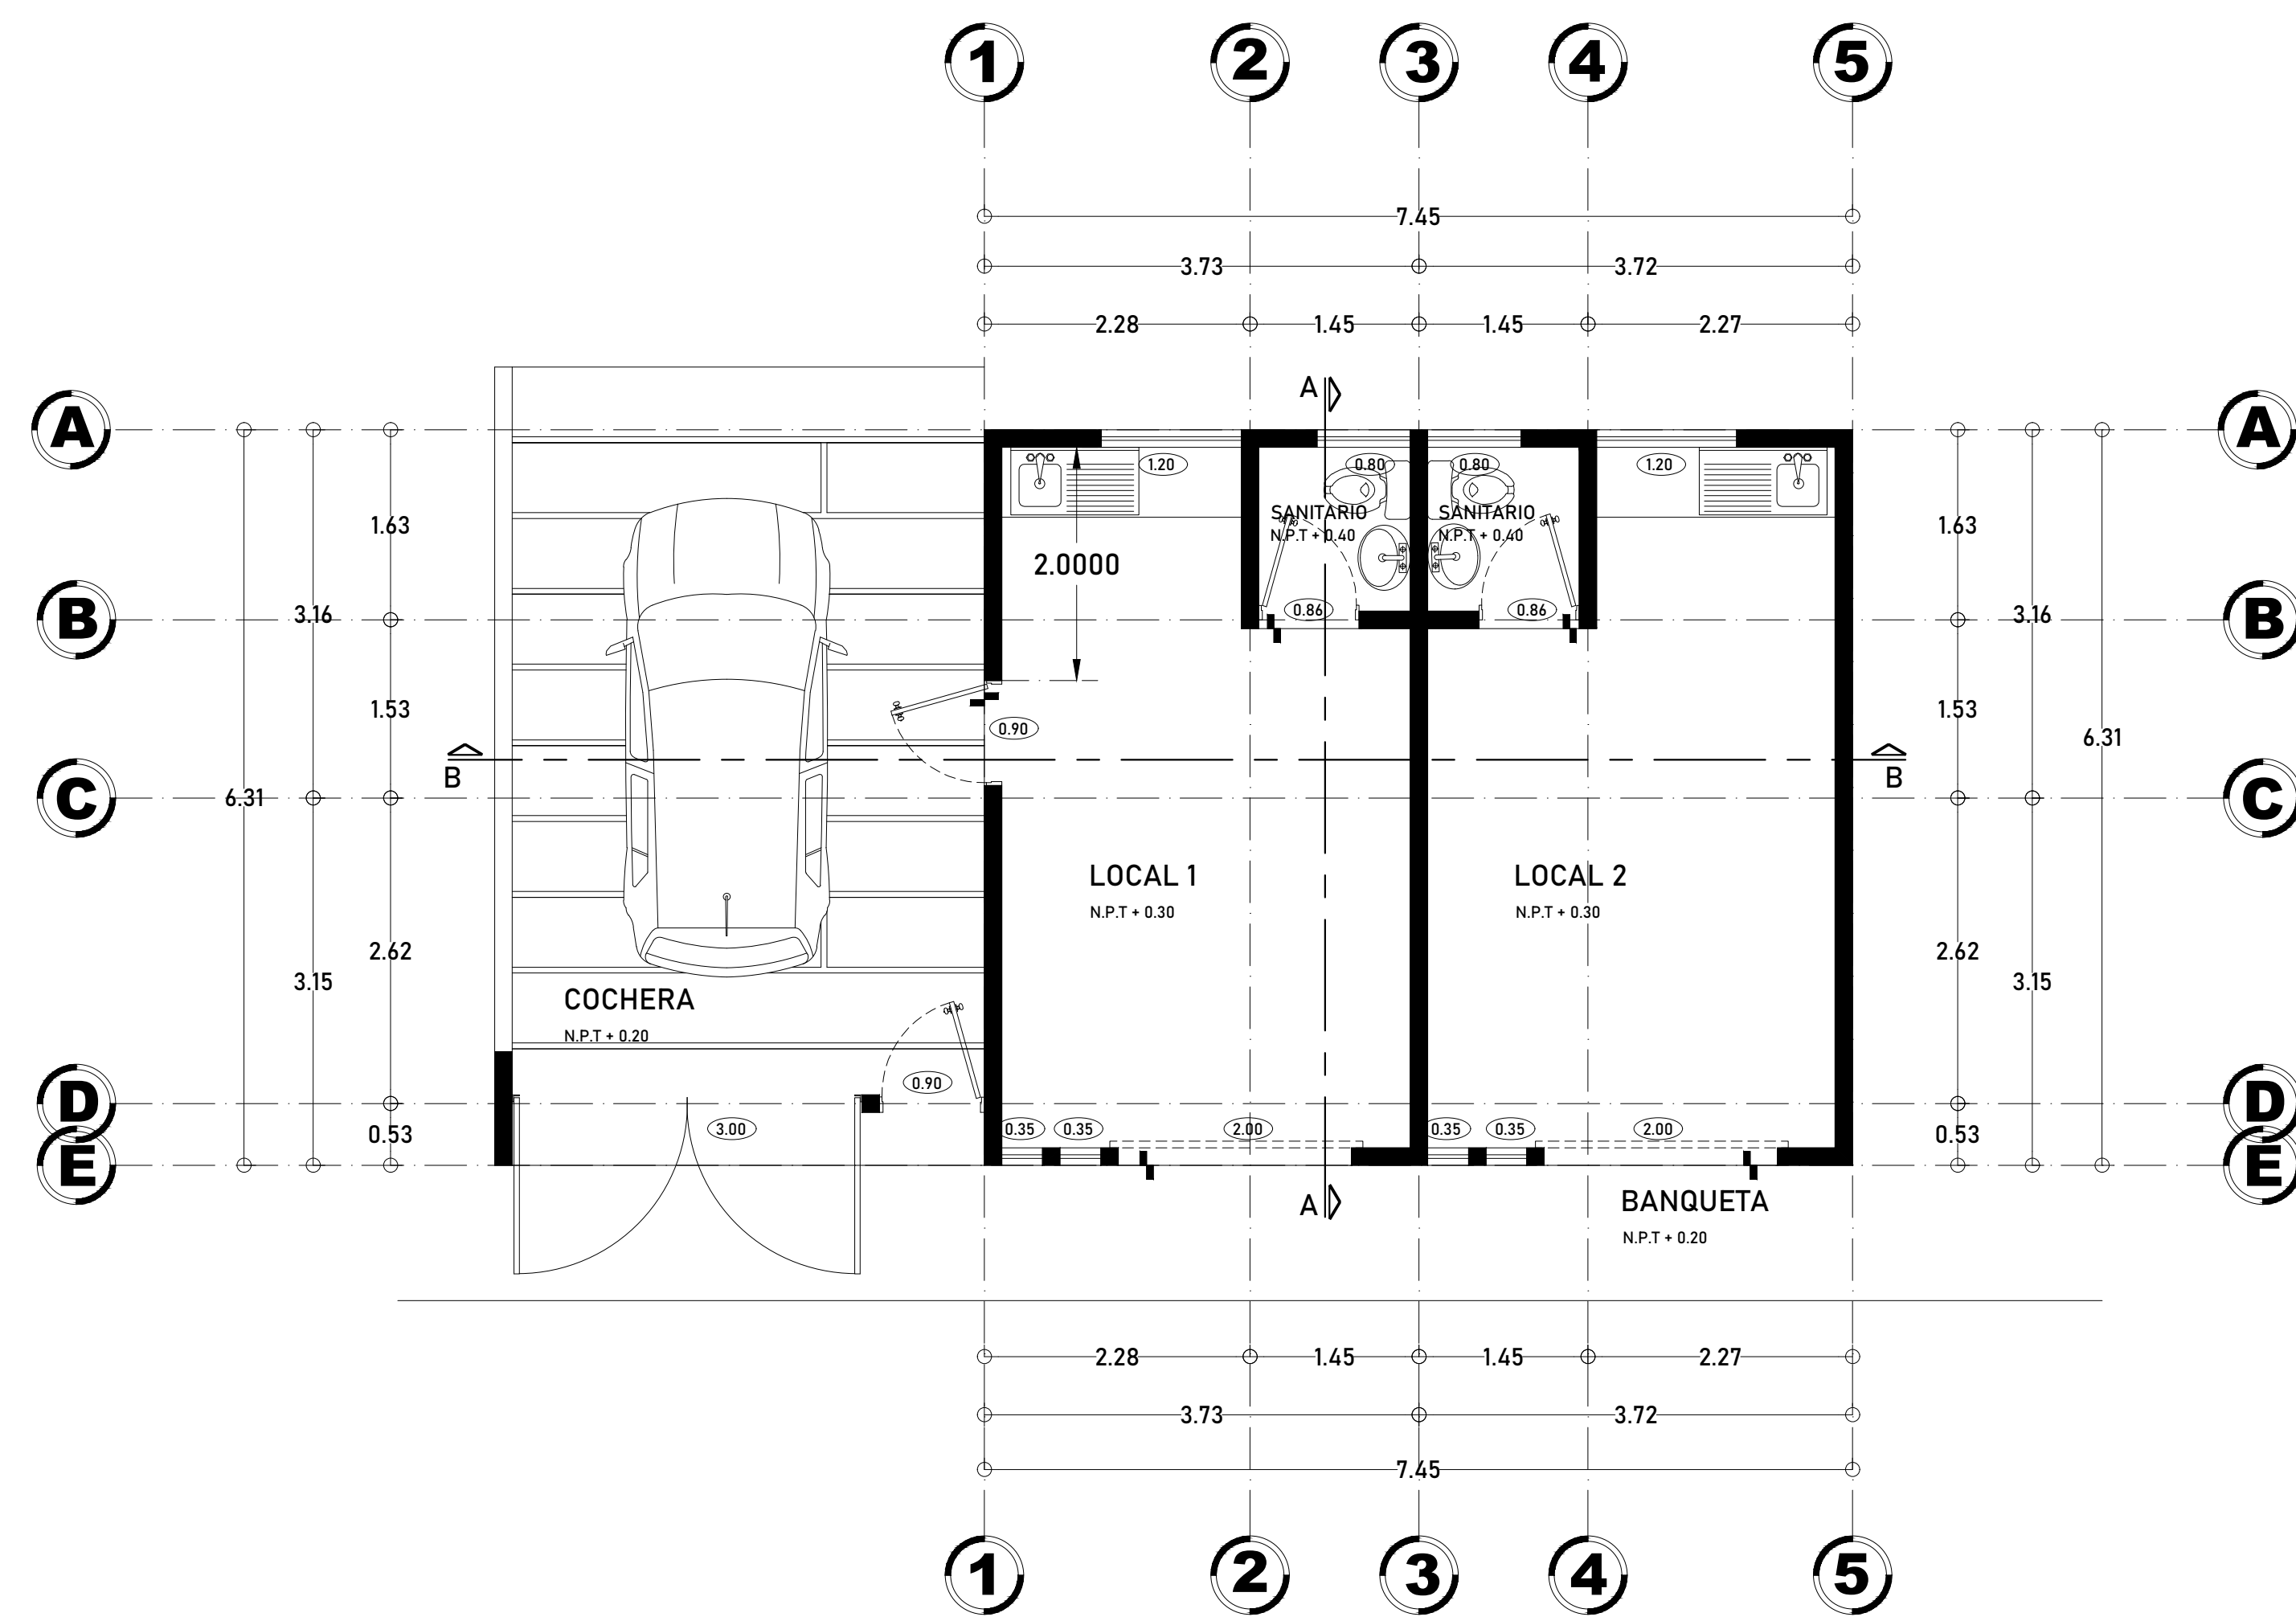 1 2 3 4 5
7.45
3.73 3.72
2.28 1.45 1.45 2.27
A A
A
1.20 0.80 0.80 1.20
SANITARIO SANITARIO
N.P.T + 0.40 N.P.T + 0.40
1.63 1.63
2.0000
B B
0.86 0.86
3.16 3.16
1.53 1.53
0.90
6.31
B B
C C
6.31
LOCAL 1 LOCAL 2
N.P.T + 0.30 N.P.T + 0.30
2.62 2.62
3.15 3.15
COCHERA
N.P.T + 0.20
0.90
D D
3.00 0.35 0.35 2.00 0.35 0.35 2.00
0.53 0.53
E E
A
BANQUETA
N.P.T + 0.20
2.28 1.45 1.45 2.27
3.73 3.72
7.45
1 2 3 4 5